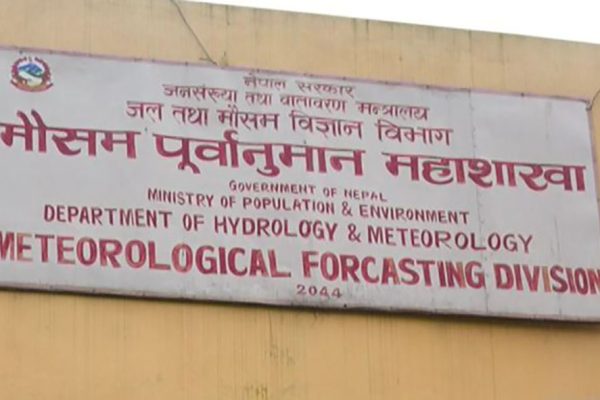 नेपाल सरकार
जनसंख्या तथा वातावरण मन्त्रालय
जल तथा मौसम विज्ञान विभाग
मौसम पूर्वानुमान महाशाखा
GOVERNMENT OF NEPAL
MINISTRY OF POPULATION & ENVIRONMENT
DEPARTMENT OF HYDROLOGY & METEOROLOGY
METEOROLOGICAL FORCASTING DIVISION
2044